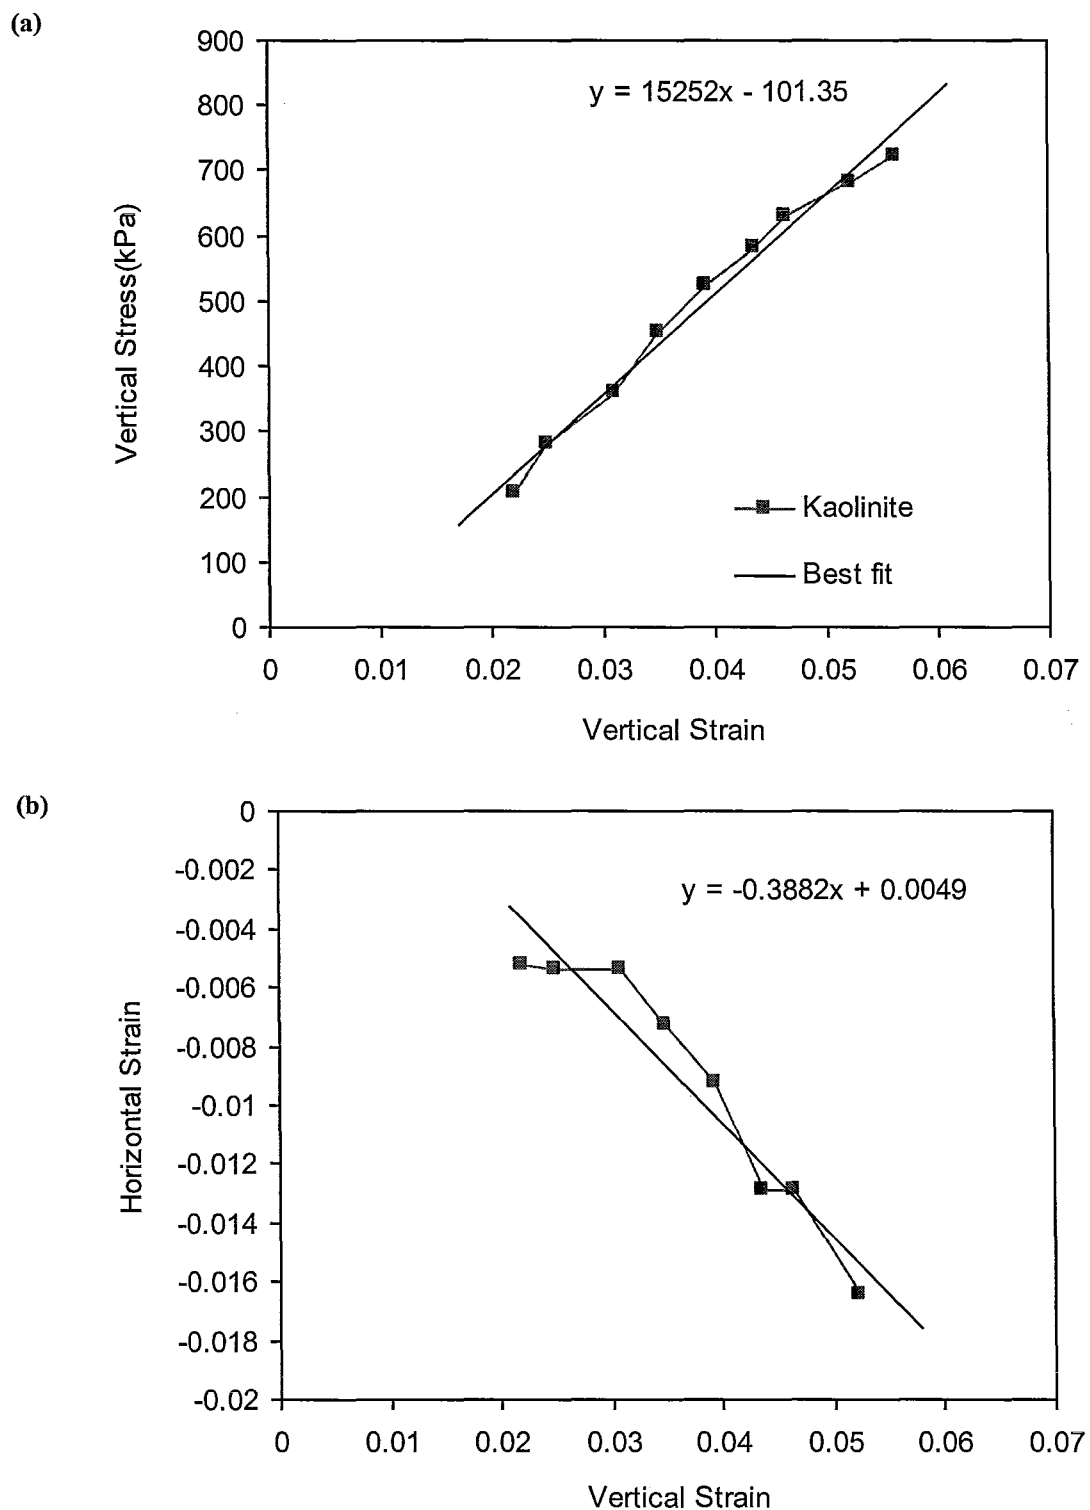 (a)
900
800
700
600
500
400
300
200
100
0
Vertical Stress(kPa)
y = 15252x - 101.35
Kaolinite
Best fit
0 0.01 0.02 0.03 0.04 0.05 0.06 0.07
Vertical Strain
(b)
0
-0.002
-0.004
-0.006
-0.008
-0.01
-0.012
-0.014
-0.016
-0.018
-0.02
Horizontal Strain
y = -0.3882x + 0.0049
0 0.01 0.02 0.03 0.04 0.05 0.06 0.07
Vertical Strain